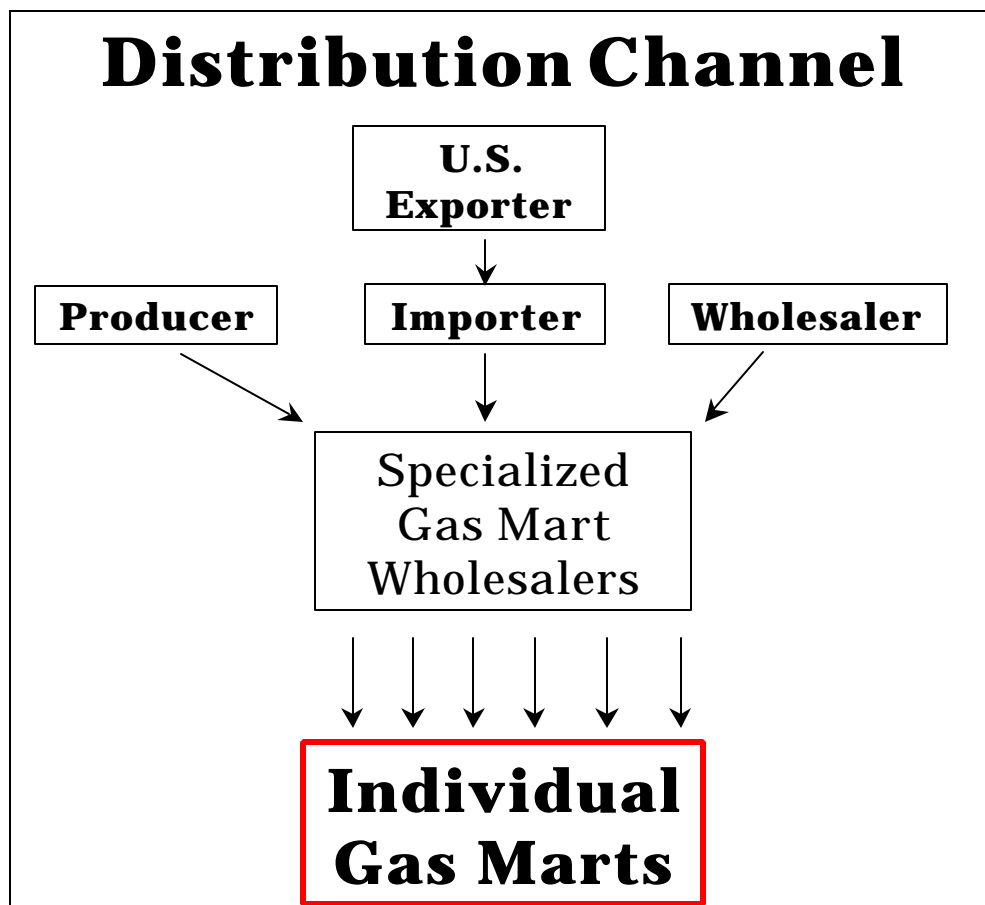 Distribution Channel
U.S.
Exporter
Producer
Importer
Wholesaler
Specialized
Gas Mart
Wholesalers
Individual
Gas Marts